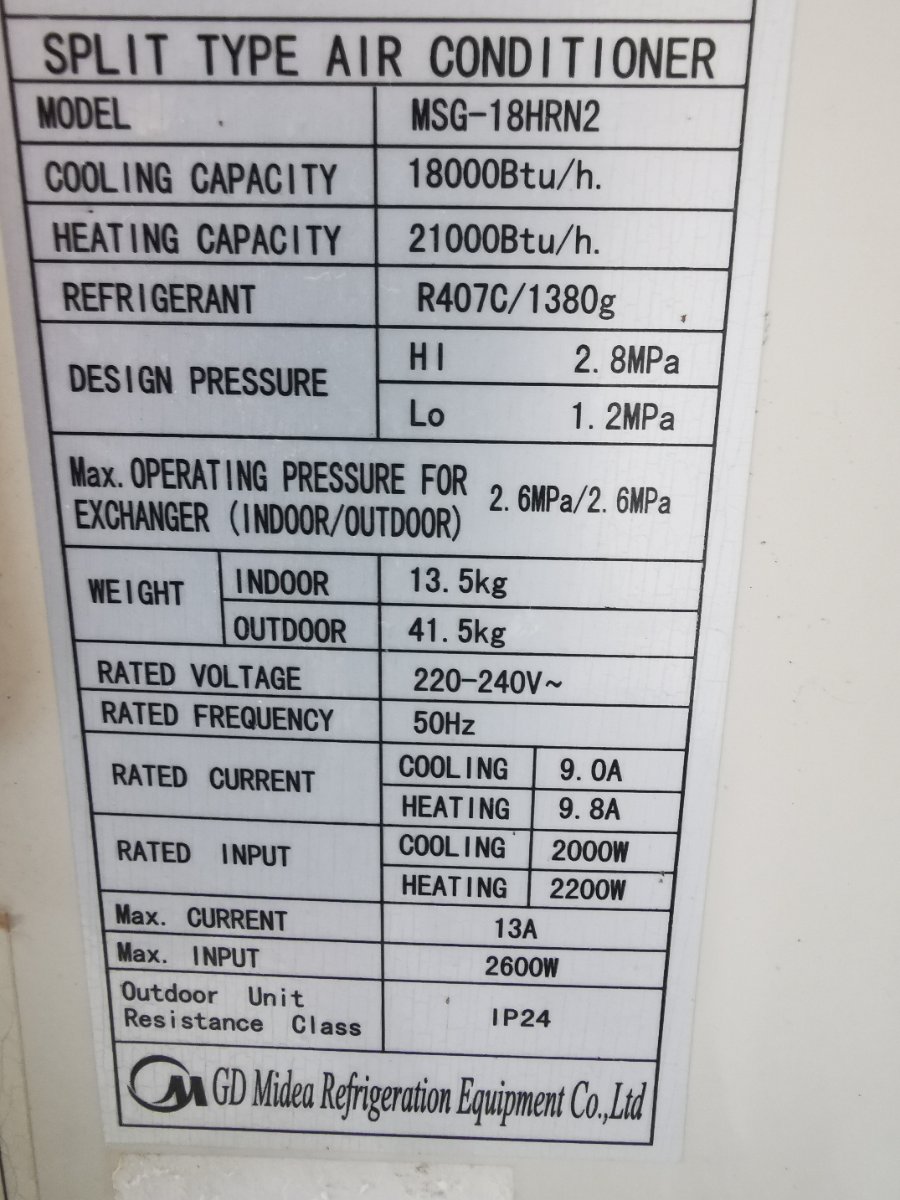 SPLIT TYPE AIR CONDITIONER
MODEL MSG-18HRN2
COOLING CAPACITY 18000Btu/h.
HEATING CAPACITY 21000Btu/h.
REFRIGERANT R407C/1380g
DESIGN PRESSURE HI 2.8MPa
Lo 1.2MPa
Max. OPERATING PRESSURE FOR
EXCHANGER (INDOOR/OUTDOOR) 2.6MPa/2.6MPa
WEIGHT INDOOR 13.5kg
OUTDOOR 41.5kg
RATED VOLTAGE 220-240V~
RATED FREQUENCY 50Hz
RATED CURRENT COOLING 9.0A
HEATING 9.8A
RATED INPUT COOLING 2000W
HEATING 2200W
Max. CURRENT 13A
Max. INPUT 2600W
Outdoor Unit
Resistance Class IP24
GD Midea Refrigeration Equipment Co.,Ltd